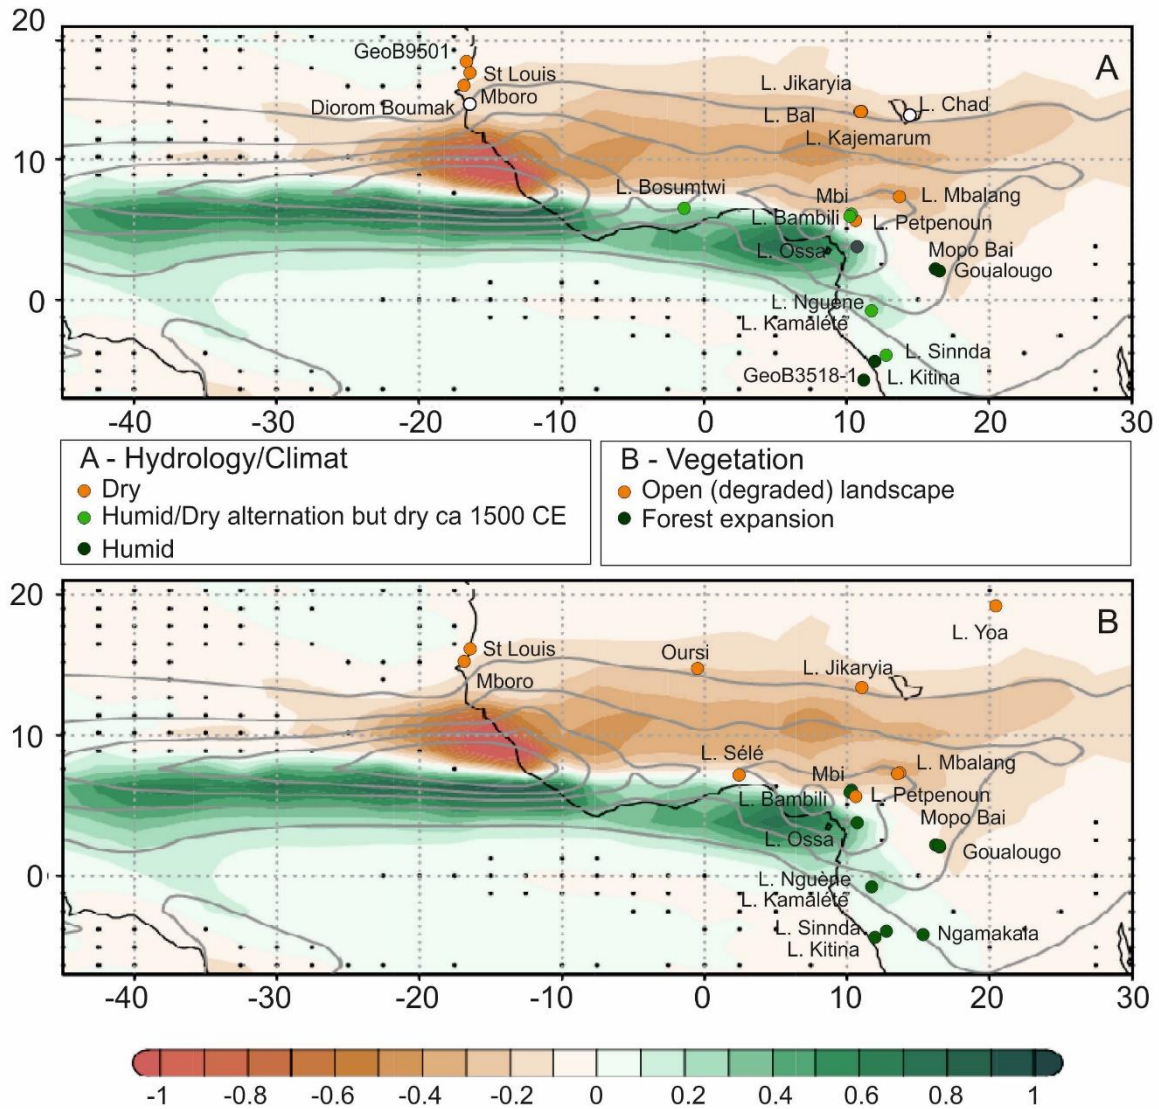 20
A
GeoB9501
St Louis
L. Jikaryia
Mboro
L. Chad
Diorom Boumak
L. Bal
L. Kajemarum
10
L. Bosumtwi
Mbi
L. Mbalang
L. Bambili
L. Petpenoun
L. Ossa
Mopo Bai
Goualougo
0
L. Nguène
L. Kamalété
L. Sinnda
GeoB3518-1
L. Kitina
-40 -30 -20 -10 0 10 20 30
A - Hydrology/Climat
Dry
Humid/Dry alternation but dry ca 1500 CE
Humid
B - Vegetation
Open (degraded) landscape
Forest expansion
20
B
L. Yoa
St Louis
Oursi
L. Jikaryia
Mboro
10
L. Sélé
L. Mbalang
Mbi
L. Bambili
L. Petpenoun
Mopo Bai
L. Ossa
Goualougo
0
L. Nguène
L. Kamalété
L. Sinnda
Ngamakala
L. Kitina
-40 -30 -20 -10 0 10 20 30
-1 -0.8 -0.6 -0.4 -0.2 0 0.2 0.4 0.6 0.8 1